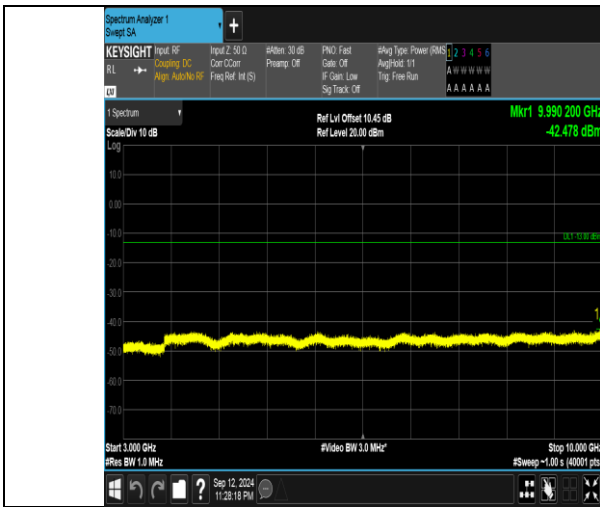 Spectrum Analyzer 1
Swept SA
KEYSIGHT Input: RF Input Z: 50 Ω #Atten: 30 dB PNO: Fast #Avg Type: Power (RMS 1 2 3 4 5 6
RL Coupling: DC Corr CCorr Preamp: Off Gate: Off Avg|Hold: 1/1 A W W W W W
Align: Auto/No RF Freq Ref: Int (S) IF Gain: Low Trig: Free Run
LXI Sig Track: Off A A A A A A
1 Spectrum Ref Lvl Offset 10.45 dB Mkr1 9.990 200 GHz
Scale/Div 10 dB Ref Level 20.00 dBm -42.478 dBm
Log
10.0
0.00
-10.0
DL1 -13.00 dBm
-20.0
-30.0
-40.0
1
-50.0
-60.0
-70.0
Start 3.000 GHz #Video BW 3.0 MHz* Stop 10.000 GHz
#Res BW 1.0 MHz #Sweep ~1.00 s (40001 pts
? Sep 12, 2024
11:28:18 PM